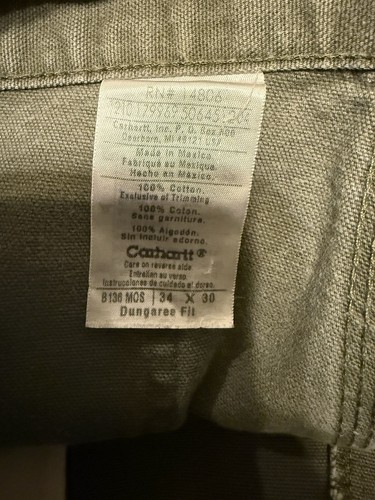 RN# 14806
Carhartt, Inc. P. O. Box 600
Dearborn, MI 48121 USA
Made in Mexico.
Fabriqué au Mexique.
Hecho en México.
100% Cotton.
Exclusive of Trimming
100% Coton.
Sans garniture.
100% Algodón.
Sin incluir adorno.
Carhartt®
Care on reverse side
Entretien au verso.
Instrucciones de cuidado al dorso.
B136 MOS | 34 X 30
Dungaree Fit